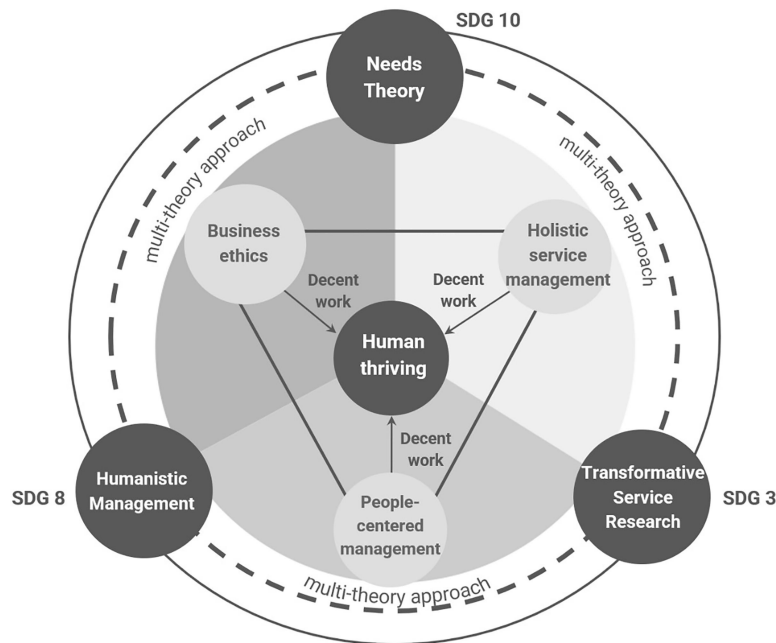 SDG 10
Needs
Theory
multi-theory approach
multi-theory approach
Business
ethics
Holistic
service
management
Decent
work
Decent
work
Human
thriving
Decent
work
Humanistic
Management
SDG 8
Transformative
Service
Research
SDG 3
People-
centered
management
multi-theory approach